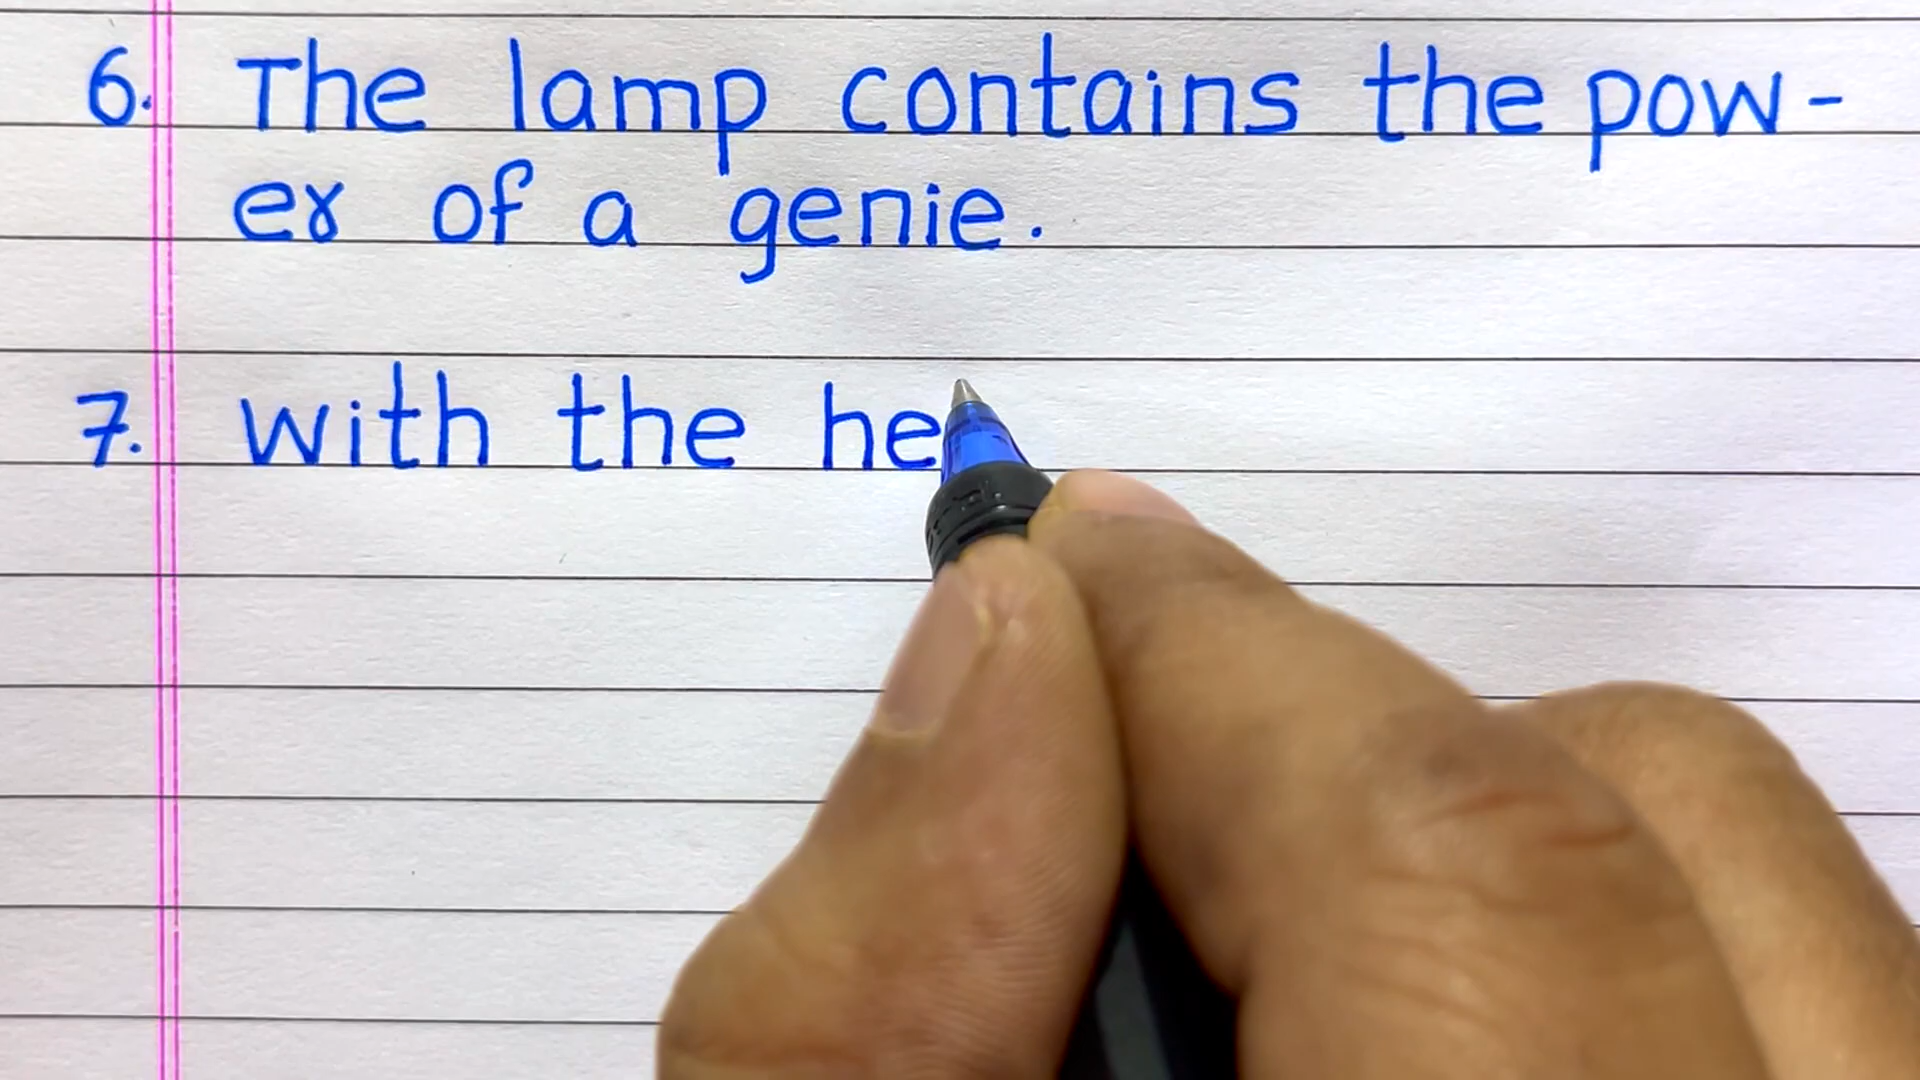 6. The lamp contains the pow-
er of a genie.
7. With the he